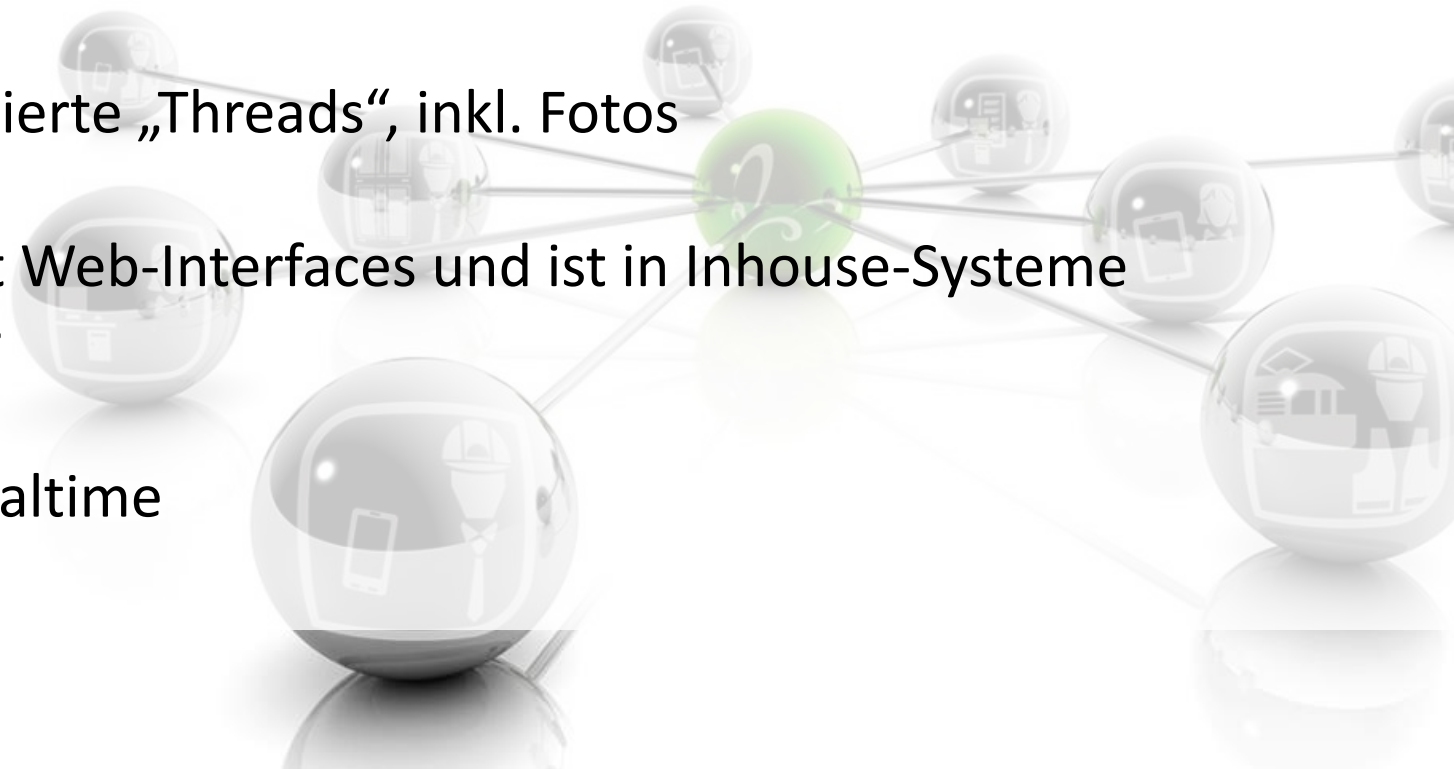 ierte „Threads“, inkl. Fotos
t Web-Interfaces und ist in Inhouse-Systeme
altime